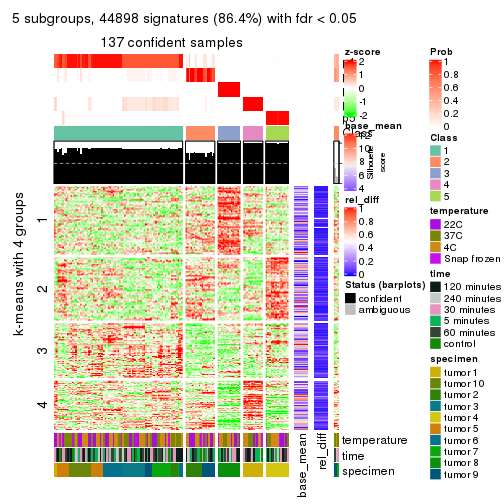 5 subgroups, 44898 signatures (86.4%) with fdr < 0.05
137 confident samples
k-means with 4 groups
1
2
3
4
z-score
2
1
0
-1
-2
base_mean
12
10
8
6
4
Silhouette
score
rel_diff
1
0.8
0.6
0.4
0.2
0
Status (barplots)
confident
ambiguous
Prob
1
0.8
0.6
0.4
0.2
0
Class
1
2
3
4
5
temperature
22C
37C
4C
Snap frozen
time
120 minutes
240 minutes
30 minutes
5 minutes
60 minutes
control
specimen
tumor 1
tumor 10
tumor 2
tumor 3
tumor 4
tumor 5
tumor 6
tumor 7
tumor 8
tumor 9
base_mean
rel_diff
temperature
time
specimen